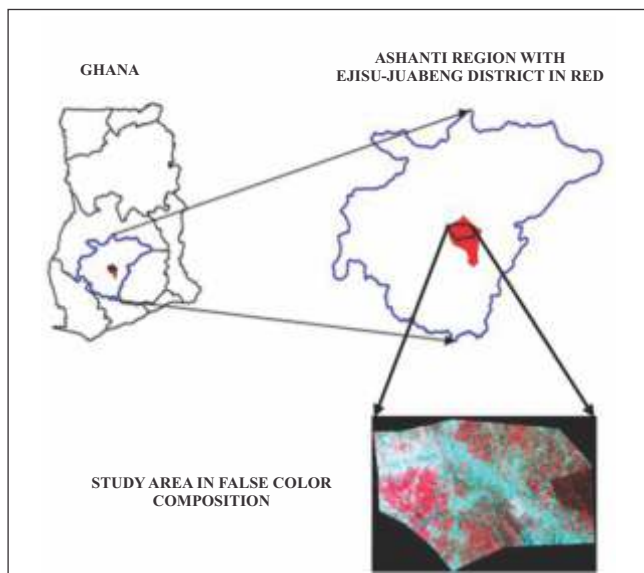 GHANA
ASHANTI REGION WITH
EJISU-JUABENG DISTRICT IN RED
STUDY AREA IN FALSE COLOR
COMPOSITION